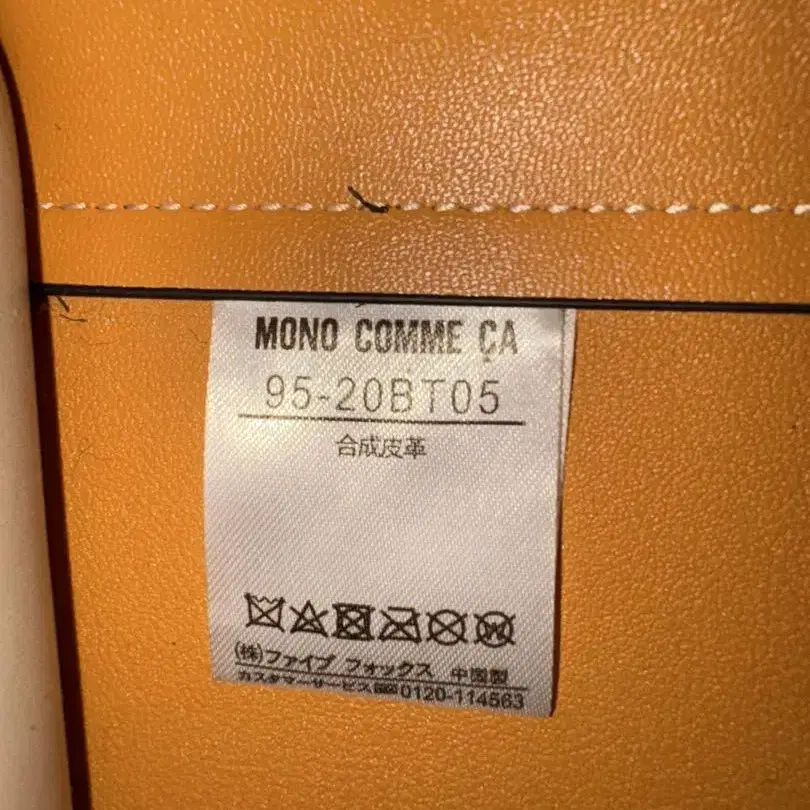 MONO COMME ÇA
95-20BT05
合成皮革
(株)ファイブ フォックス 中国製
カスタマーサービス 0120-114563